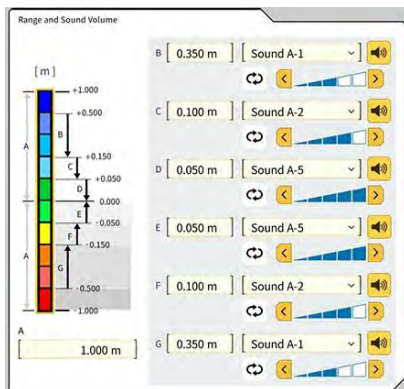 Range and Sound Volume
[ m ]
+1.000
+0.500
+0.150
+0.050
0.000
-0.050
-0.150
-0.500
-1.000
A
A
B
C
D
E
F
G
A
[ 1.000 m ]
B [ 0.350 m ] [ Sound A-1 ]
C [ 0.100 m ] [ Sound A-2 ]
D [ 0.050 m ] [ Sound A-5 ]
E [ 0.050 m ] [ Sound A-5 ]
F [ 0.100 m ] [ Sound A-2 ]
G [ 0.350 m ] [ Sound A-1 ]